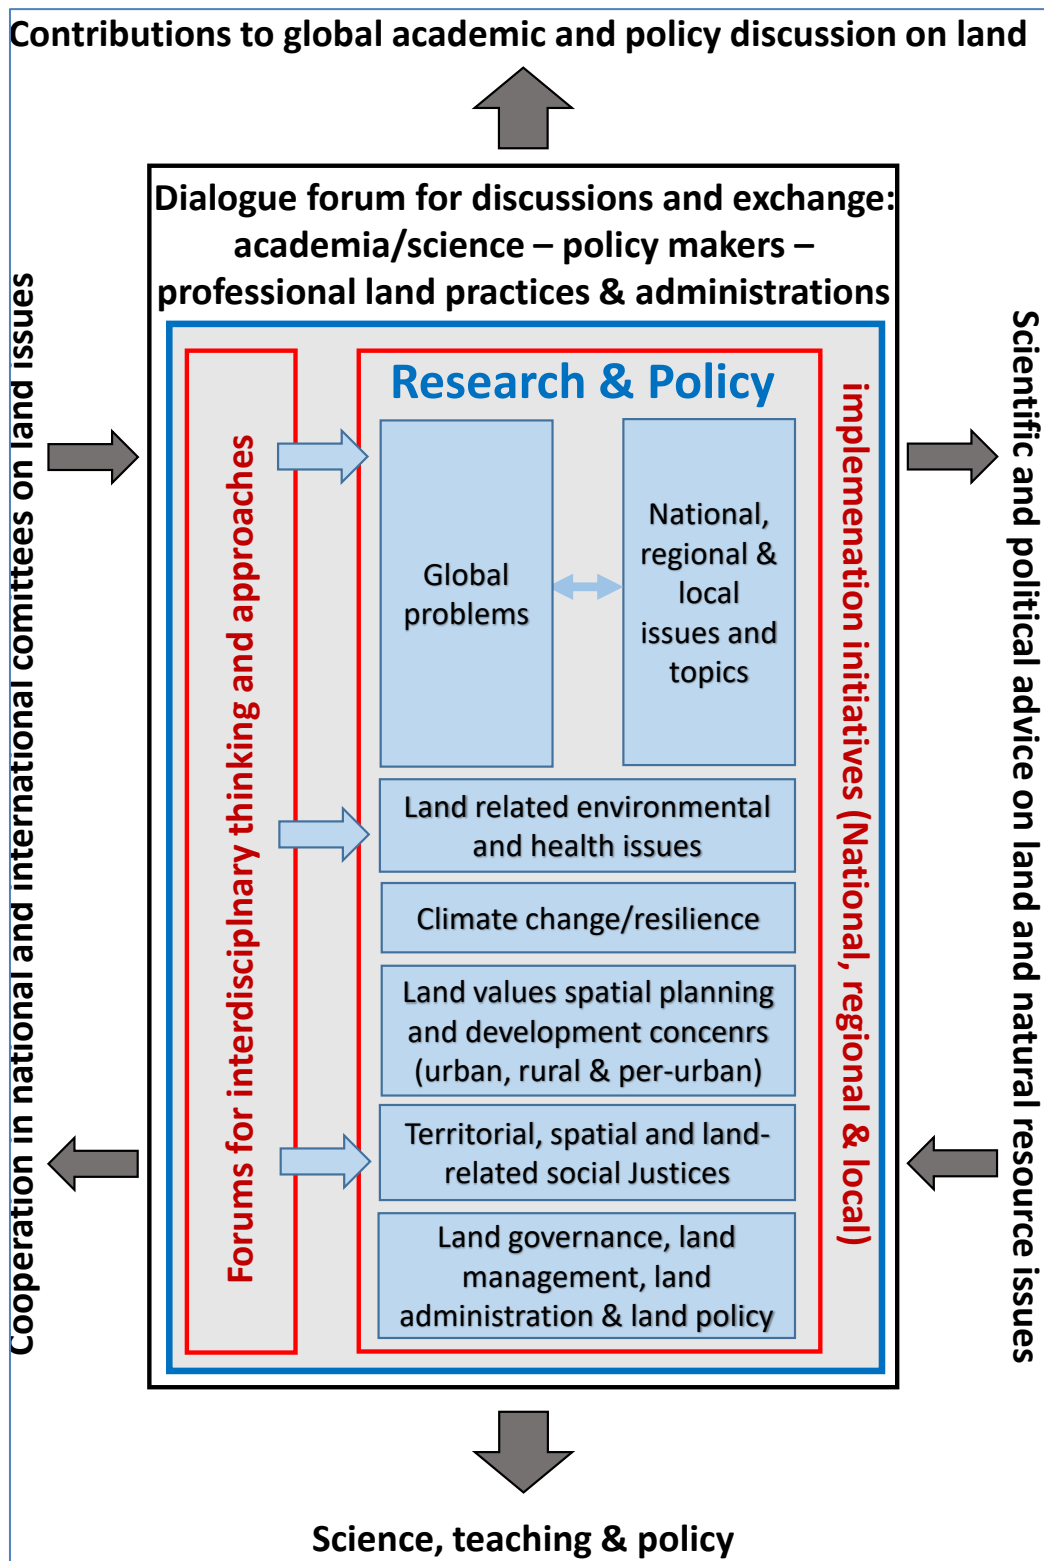 Contributions to global academic and policy discussion on land
Dialogue forum for discussions and exchange:
academia/science – policy makers –
professional land practices & administrations
Cooperation in national and international comittees on land issues
Forums for interdisciplnary thinking and approaches
Research & Policy
Global
problems
National,
regional &
local
issues and
topics
Land related environmental
and health issues
Climate change/resilience
Land values spatial planning
and development concenrs
(urban, rural & per-urban)
Territorial, spatial and land-
related social Justices
Land governance, land
management, land
administration & land policy
implemenation initiatives (National, regional & local)
Scientific and political advice on land and natural resource issues
Science, teaching & policy